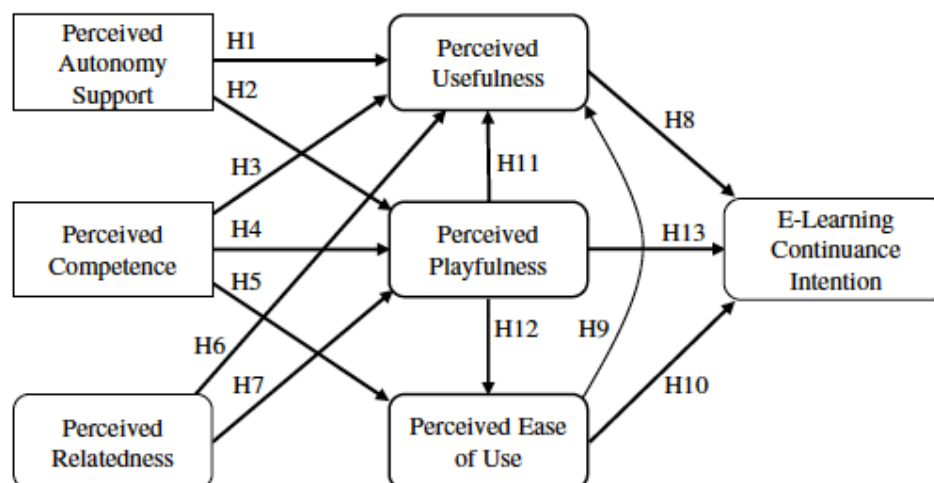 Perceived
Autonomy
Support
H1
H2
Perceived
Usefulness
H8
H3
H11
Perceived
Competence
H4
H5
Perceived
Playfulness
H13
E-Learning
Continuance
Intention
H6
H7
H12
H9
H10
Perceived
Relatedness
Perceived Ease
of Use